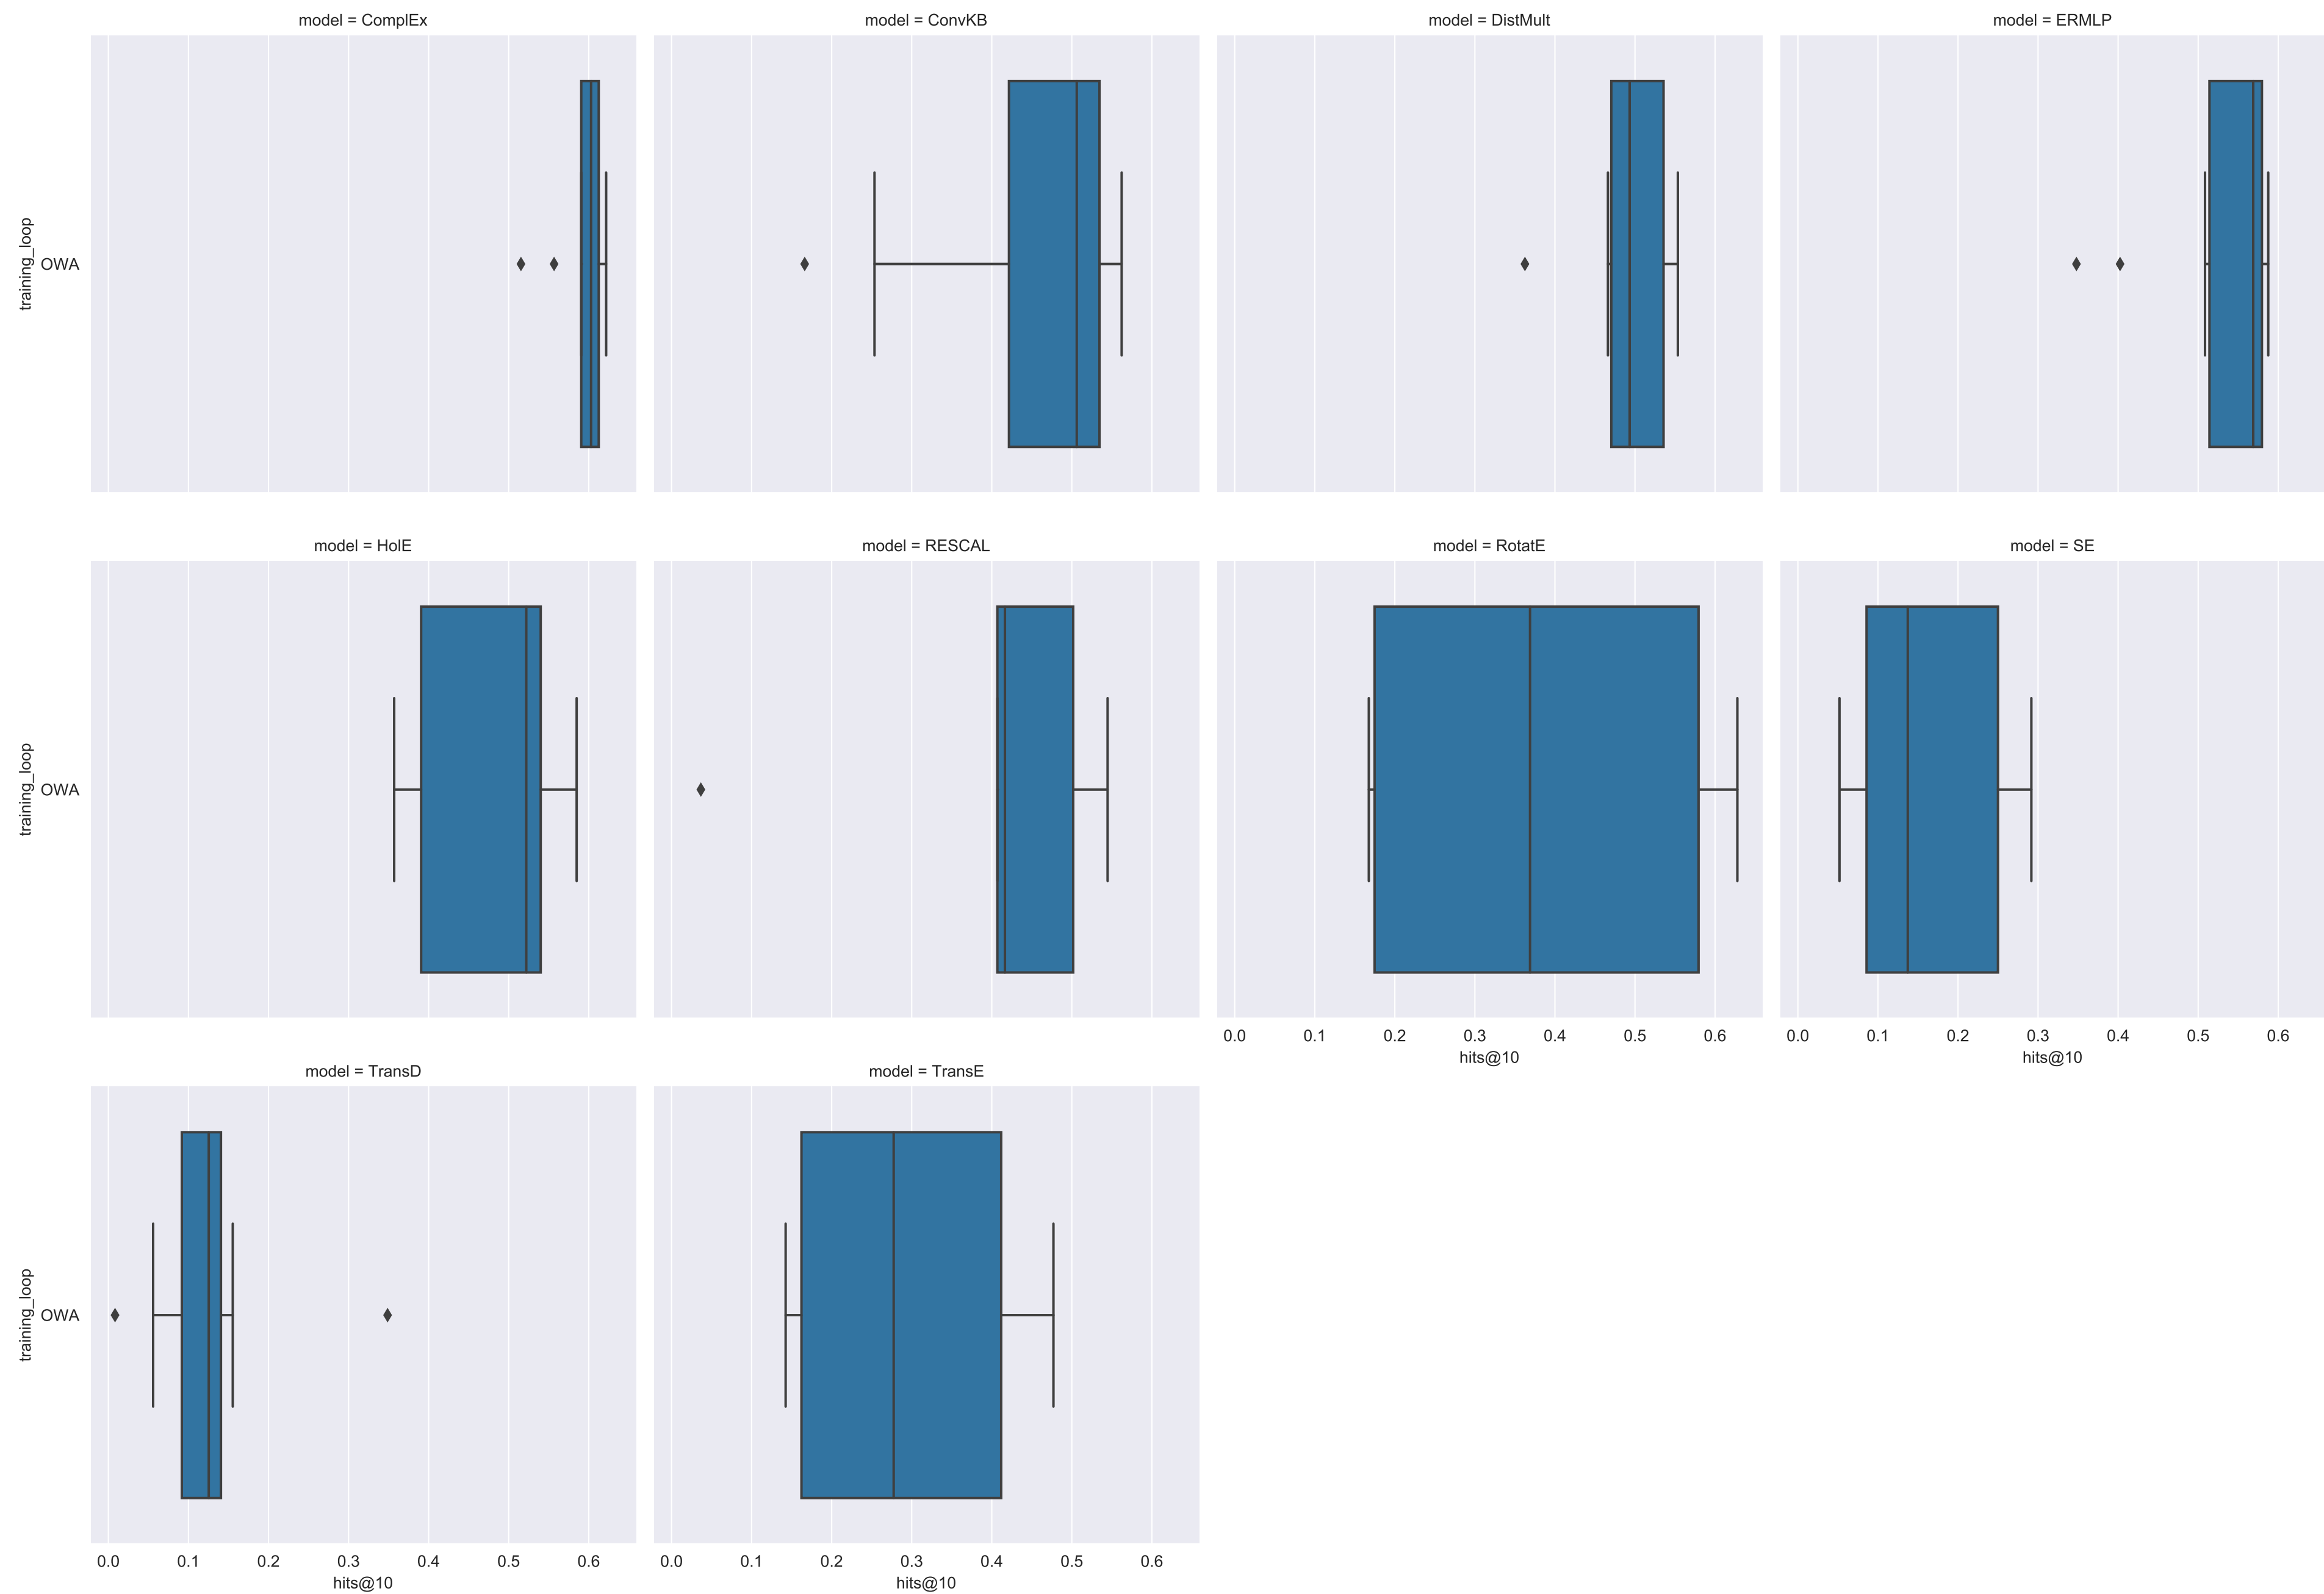 model = ComplEx
model = ConvKB
model = DistMult
model = ERMLP
training_loop
OWA
model = HolE
model = RESCAL
model = RotatE
model = SE
training_loop
OWA
0.0 0.1 0.2 0.3 0.4 0.5 0.6
hits@10
0.0 0.1 0.2 0.3 0.4 0.5 0.6
hits@10
model = TransD
model = TransE
training_loop
OWA
0.0 0.1 0.2 0.3 0.4 0.5 0.6
hits@10
0.0 0.1 0.2 0.3 0.4 0.5 0.6
hits@10